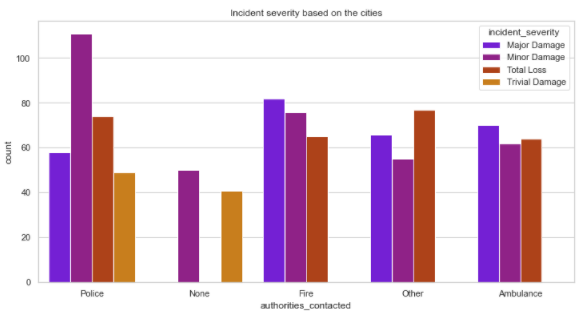 Incident severity based on the cities
incident_severity
Major Damage
Minor Damage
Total Loss
Trivial Damage
count
100
80
60
40
20
0
Police None Fire Other Ambulance
authorities_contacted